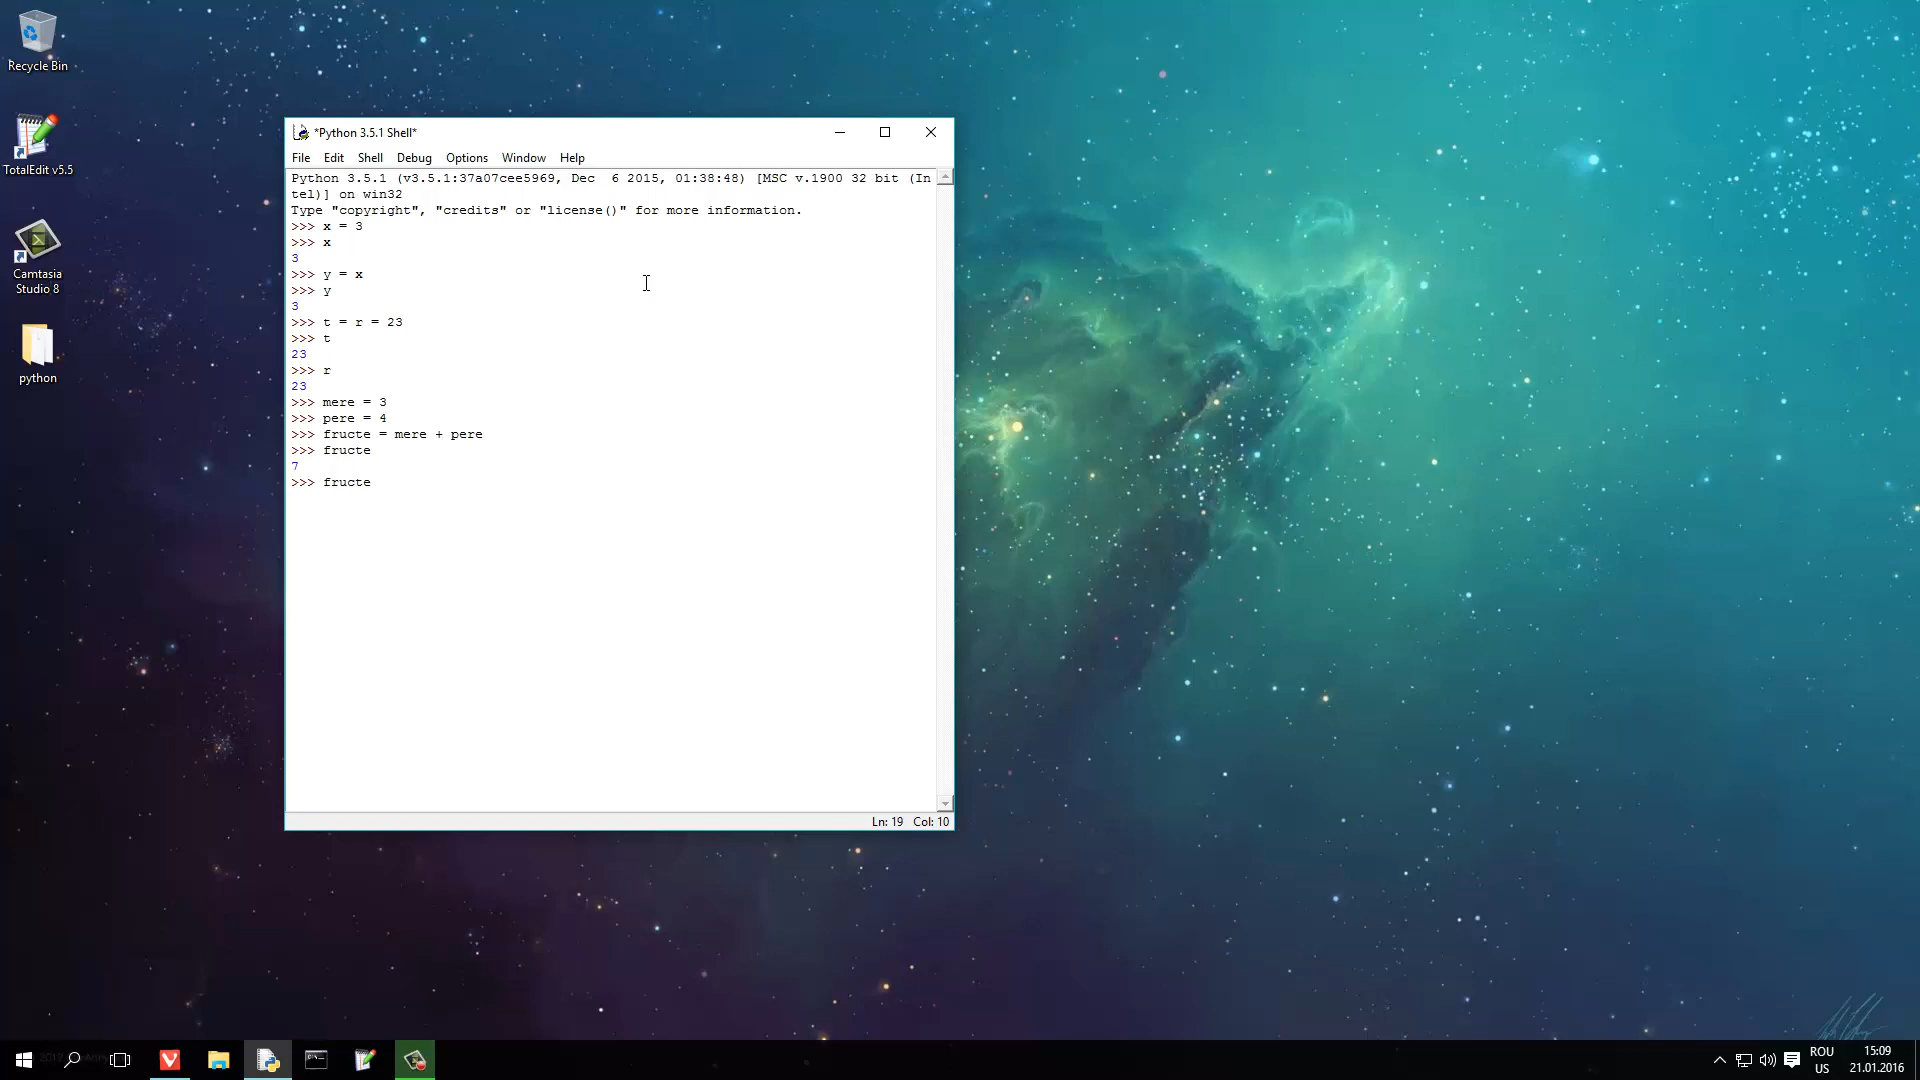 Recycle Bin
TotalEdit v5.5
Camtasia
Studio 8
python
*Python 3.5.1 Shell*
File Edit Shell Debug Options Window Help
Python 3.5.1 (v3.5.1:37a07cee5969, Dec  6 2015, 01:38:48) [MSC v.1900 32 bit (In
tel)] on win32
Type "copyright", "credits" or "license()" for more information.
>>> x = 3
>>> x
3
>>> y = x
>>> y
3
>>> t = r = 23
>>> t
23
>>> r
23
>>> mere = 3
>>> pere = 4
>>> fructe = mere + pere
>>> fructe
7
>>> fructe
Ln: 19 Col: 10
ROU
US
15:09
21.01.2016